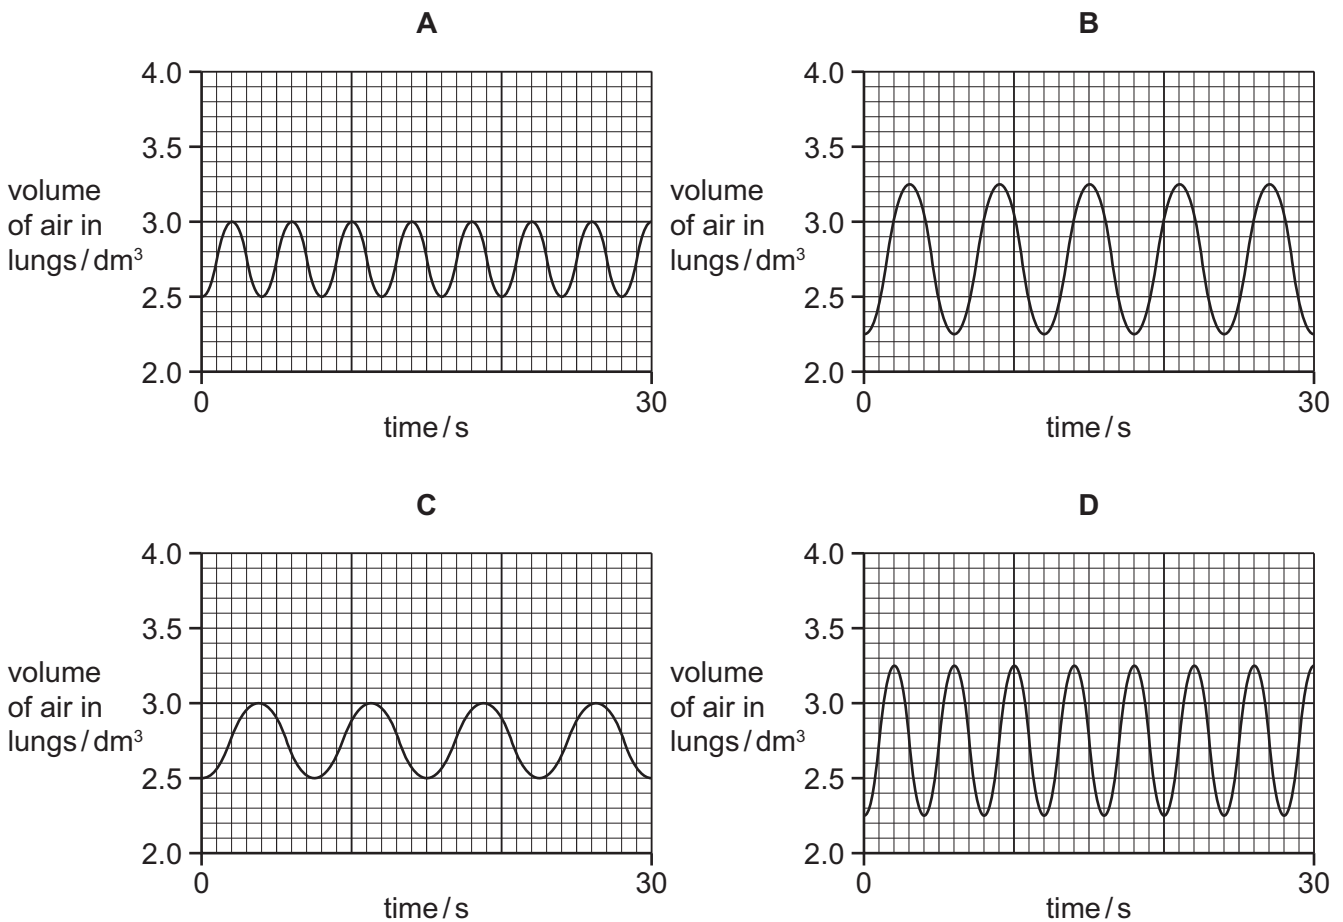 A
4.0
3.5
3.0
2.5
2.0
volume
of air in
lungs / dm³
0
30
time / s
B
4.0
3.5
3.0
2.5
2.0
volume
of air in
lungs / dm³
0
30
time / s
C
4.0
3.5
3.0
2.5
2.0
volume
of air in
lungs / dm³
0
30
time / s
D
4.0
3.5
3.0
2.5
2.0
volume
of air in
lungs / dm³
0
30
time / s